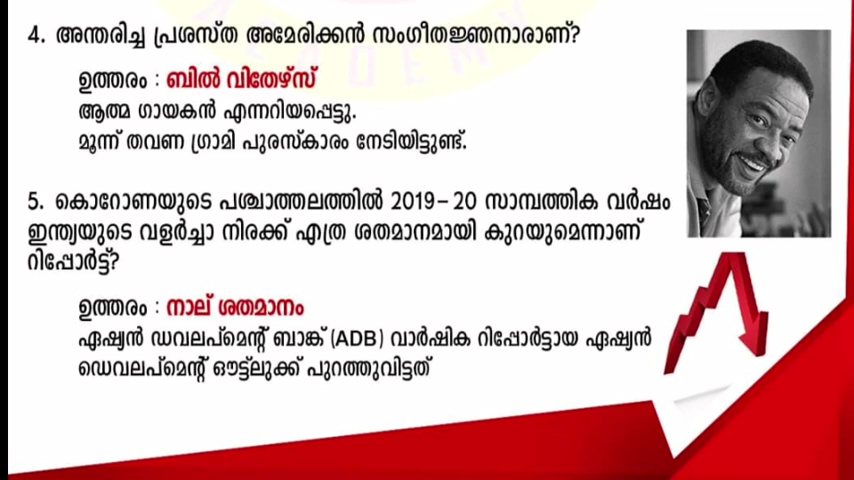 4. അന്തരിച്ച പ്രശസ്ത അമേരിക്കൻ സംഗീതജ്ഞനാരാണ്?
ഉത്തരം : ബിൽ വിതേഴ്സ്
ആത്മ ഗായകൻ എന്നറിയപ്പെട്ടു.
മൂന്ന് തവണ ഗ്രാമി പുരസ്കാരം നേടിയിട്ടുണ്ട്.
5. കൊറോണയുടെ പശ്ചാത്തലത്തിൽ 2019-20 സാമ്പത്തിക വർഷം
ഇന്ത്യയുടെ വളർച്ചാ നിരക്ക് എത്ര ശതമാനമായി കുറയുമെന്നാണ്
റിപ്പോർട്ട്?
ഉത്തരം : നാല് ശതമാനം
ഏഷ്യൻ ഡവലപ്മെന്റ് ബാങ്ക് (ADB) വാർഷിക റിപ്പോർട്ടായ ഏഷ്യൻ
ഡെവലപ്മെന്റ് ഔട്ട്ലുക്ക് പുറത്തുവിട്ടത്